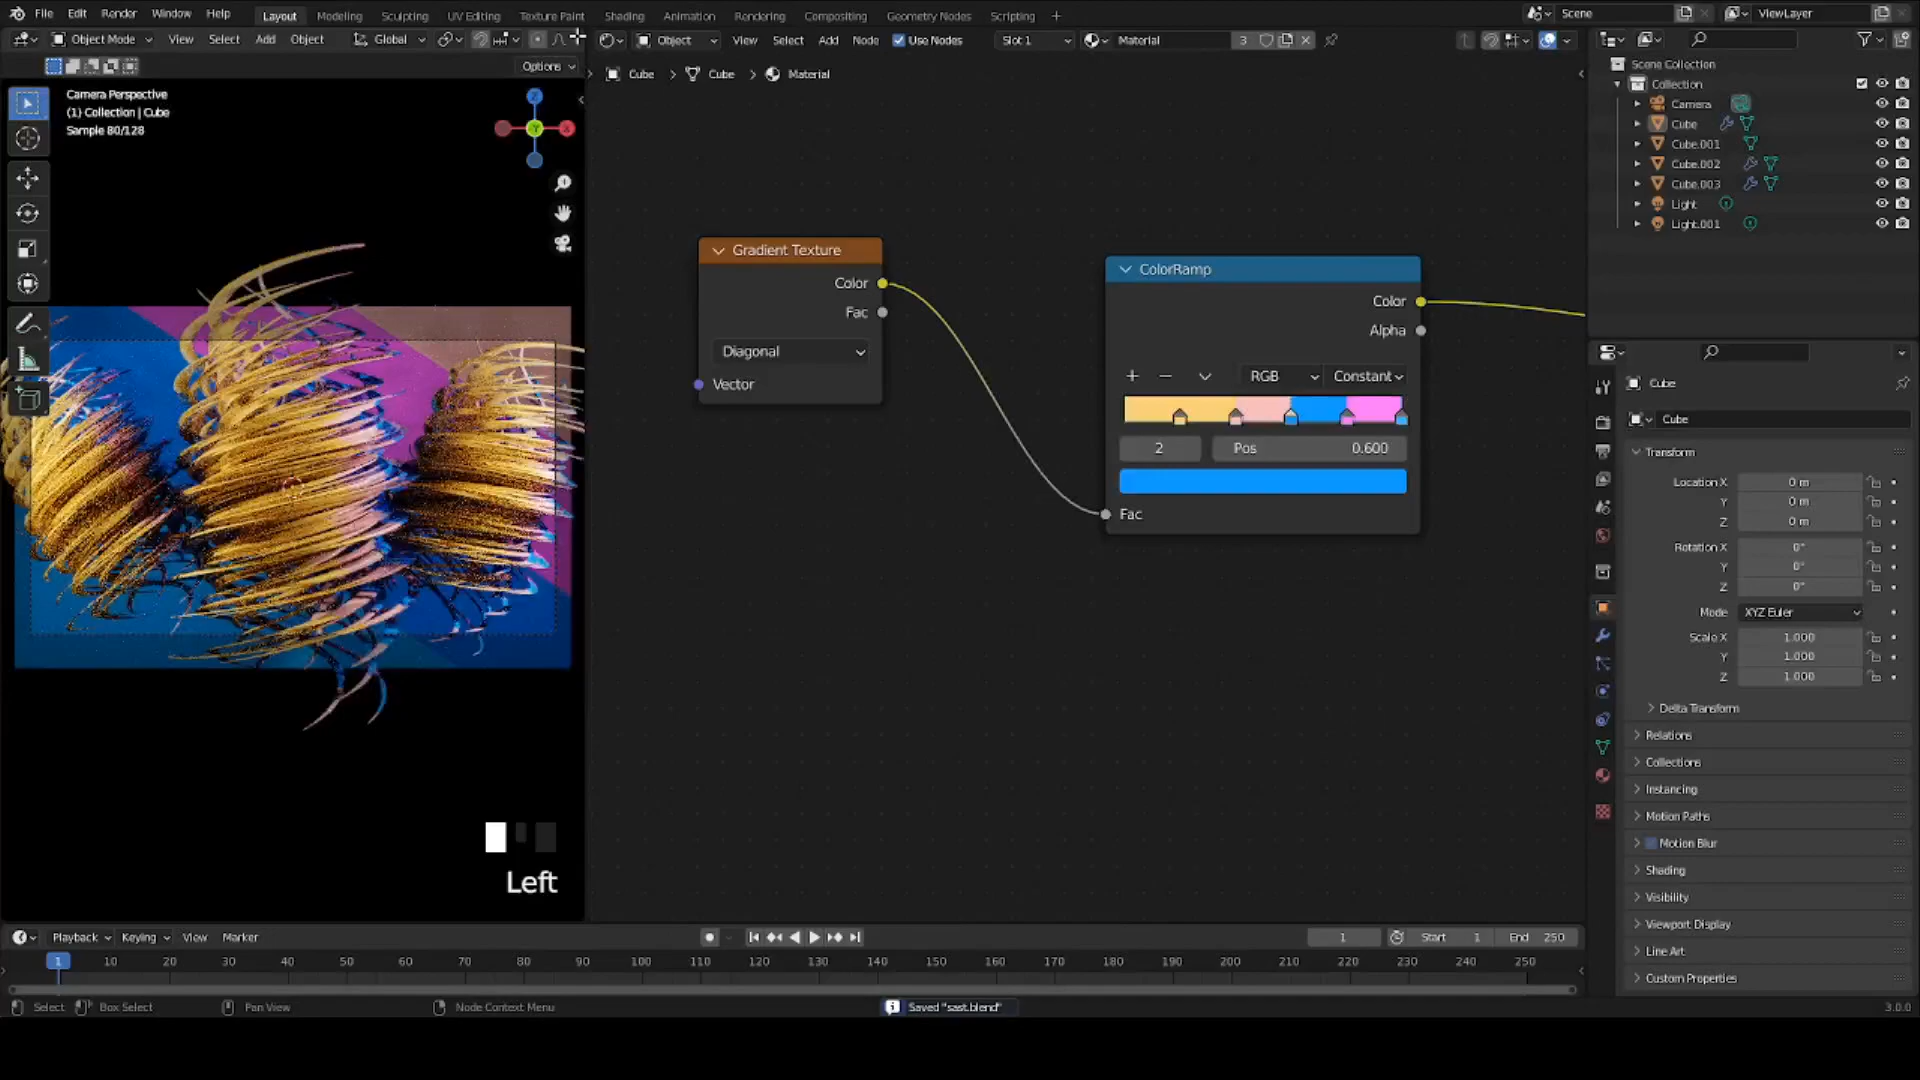 File Edit Render Window Help Layout Modeling Sculpting UV Editing Texture Paint Shading Animation Rendering Compositing Geometry Nodes Scripting + Scene ViewLayer
Object Mode View Select Add Object Global Object View Select Add Node Use Nodes Slot 1 Material 3
Options
Cube > Cube > Material
Camera Perspective
(1) Collection | Cube
Sample 80/128
Z
Y
X
Gradient Texture
Color
Fac
Diagonal
Vector
ColorRamp
Color
Alpha
+ − RGB Constant
2 Pos 0.600
Fac
Left
Scene Collection
Collection
Camera
Cube
Cube.001
Cube.002
Cube.003
Light
Light.001
Cube
Cube
Transform
Location X 0 m
Y 0 m
Z 0 m
Rotation X 0°
Y 0°
Z 0°
Mode XYZ Euler
Scale X 1.000
Y 1.000
Z 1.000
Delta Transform
Relations
Collections
Instancing
Motion Paths
Motion Blur
Shading
Visibility
Viewport Display
Line Art
Custom Properties
Playback Keying View Marker 1 Start 1 End 250
1 10 20 30 40 50 60 70 80 90 100 110 120 130 140 150 160 170 180 190 200 210 220 230 240 250
Select Box Select Pan View Node Context Menu Saved "sast.blend" 3.0.0